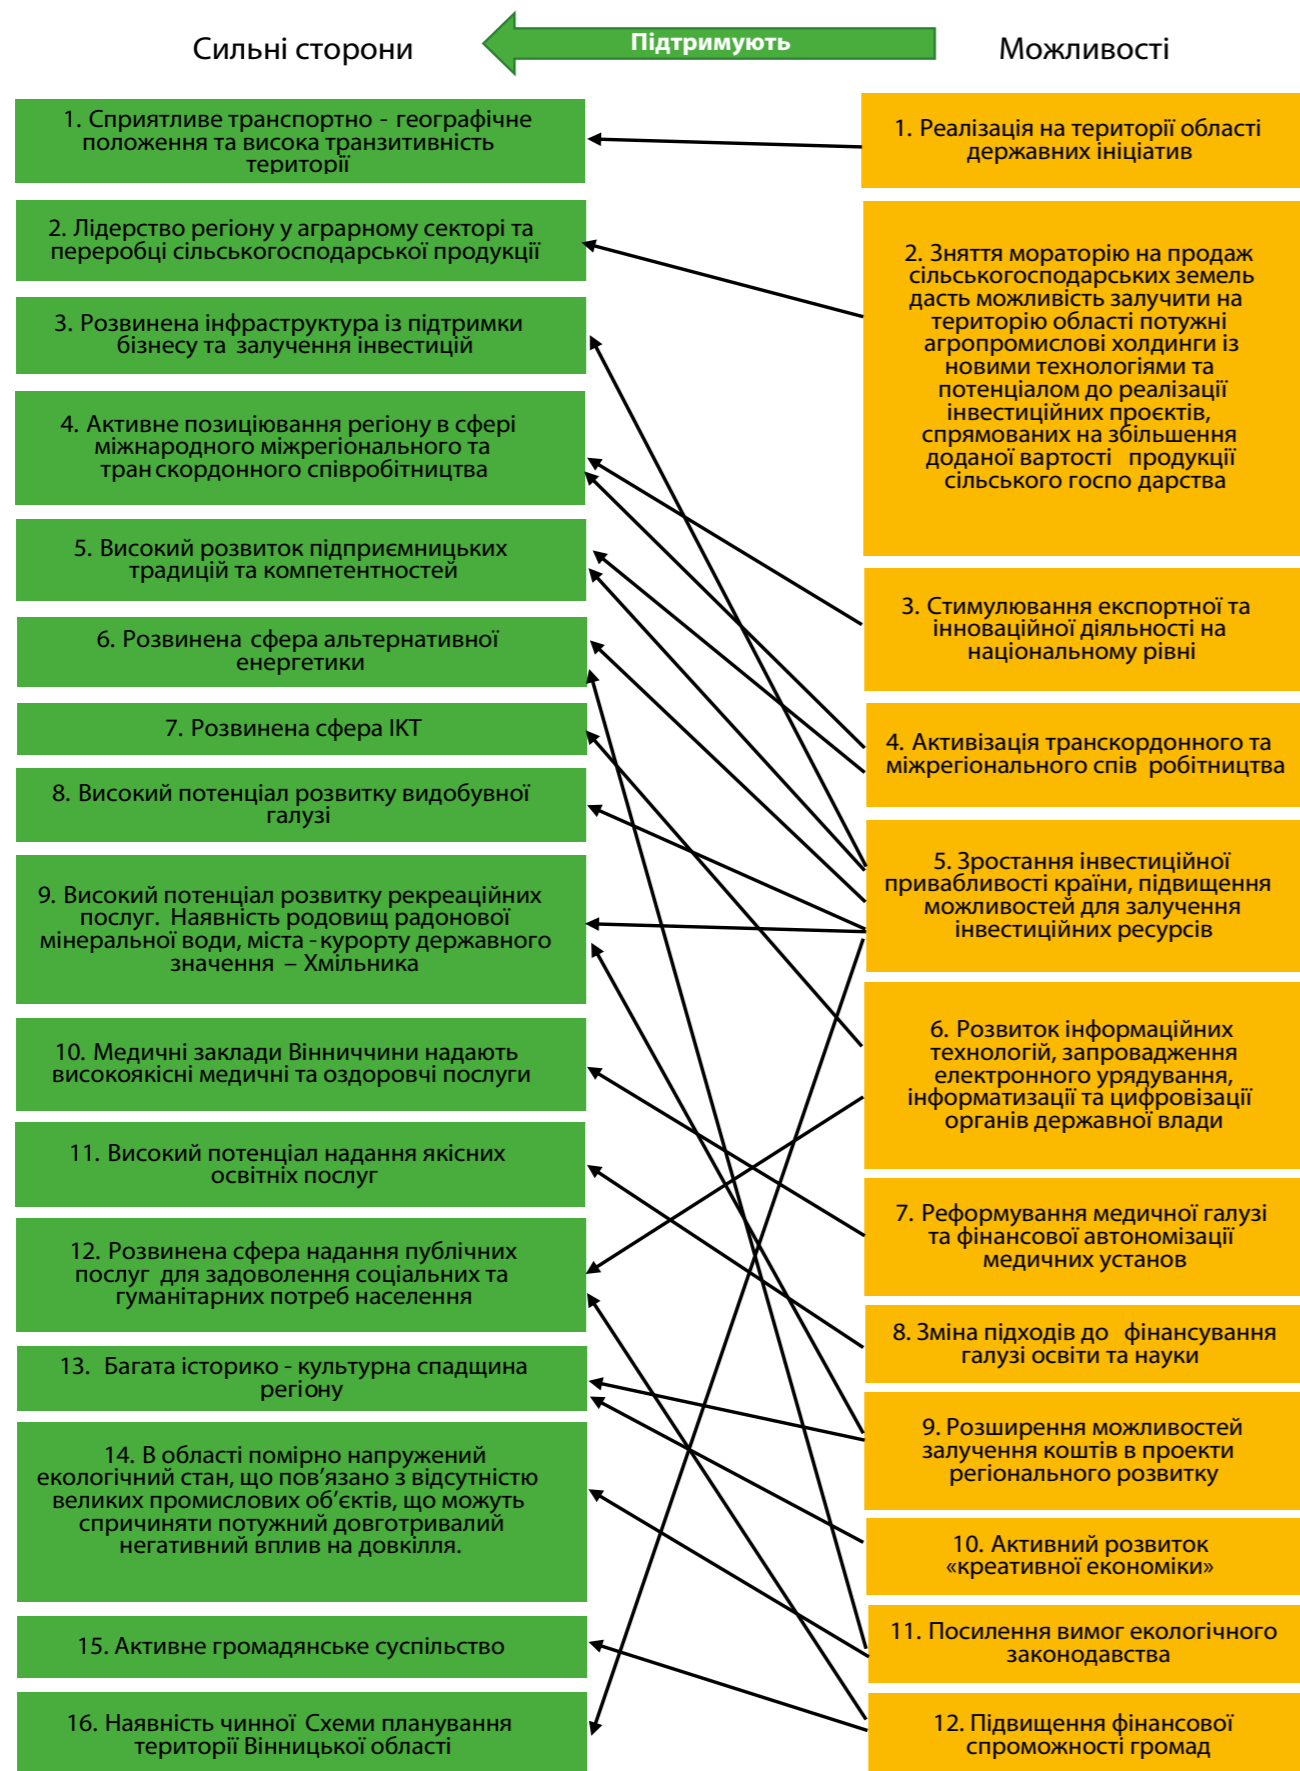 Сильні сторони
Підтримують
Можливості
1. Сприятливе транспортно - географічне
положення та висока транзитивність
території
2. Лідерство регіону у аграрному секторі та
переробці сільськогосподарської продукції
3. Розвинена інфраструктура із підтримки
бізнесу та залучення інвестицій
4. Активне позиціювання регіону в сфері
міжнародного міжрегіонального та
тран скордонного співробітництва
5. Високий розвиток підприємницьких
традицій та компетентностей
6. Розвинена сфера альтернативної
енергетики
7. Розвинена сфера ІКТ
8. Високий потенціал розвитку видобувної
галузі
9. Високий потенціал розвитку рекреаційних
послуг. Наявність родовищ радонової
мінеральної води, міста - курорту державного
значення – Хмільника
10. Медичні заклади Вінниччини надають
високоякісні медичні та оздоровчі послуги
11. Високий потенціал надання якісних
освітніх послуг
12. Розвинена сфера надання публічних
послуг для задоволення соціальних та
гуманітарних потреб населення
13. Багата історико - культурна спадщина
регіону
14. В області помірно напружений
екологічний стан, що пов’язано з відсутністю
великих промислових об’єктів, що можуть
спричиняти потужний довготривалий
негативний вплив на довкілля.
15. Активне громадянське суспільство
16. Наявність чинної Схеми планування
території Вінницької області
1. Реалізація на території області
державних ініціатив
2. Зняття мораторію на продаж
сільськогосподарських земель
дасть можливість залучити на
територію області потужні
агропромислові холдинги із
новими технологіями та
потенціалом до реалізації
інвестиційних проєктів,
спрямованих на збільшення
доданої вартості продукції
сільського госпо дарства
3. Стимулювання експортної та
інноваційної діяльності на
національному рівні
4. Активізація транскордонного та
міжрегіонального спів робітництва
5. Зростання інвестиційної
привабливості країни, підвищення
можливостей для залучення
інвестиційних ресурсів
6. Розвиток інформаційних
технологій, запровадження
електронного урядування,
інформатизації та цифровізації
органів державної влади
7. Реформування медичної галузі
та фінансової автономізації
медичних установ
8. Зміна підходів до фінансування
галузі освіти та науки
9. Розширення можливостей
залучення коштів в проекти
регіонального розвитку
10. Активний розвиток
«креативної економіки»
11. Посилення вимог екологічного
законодавства
12. Підвищення фінансової
спроможності громад